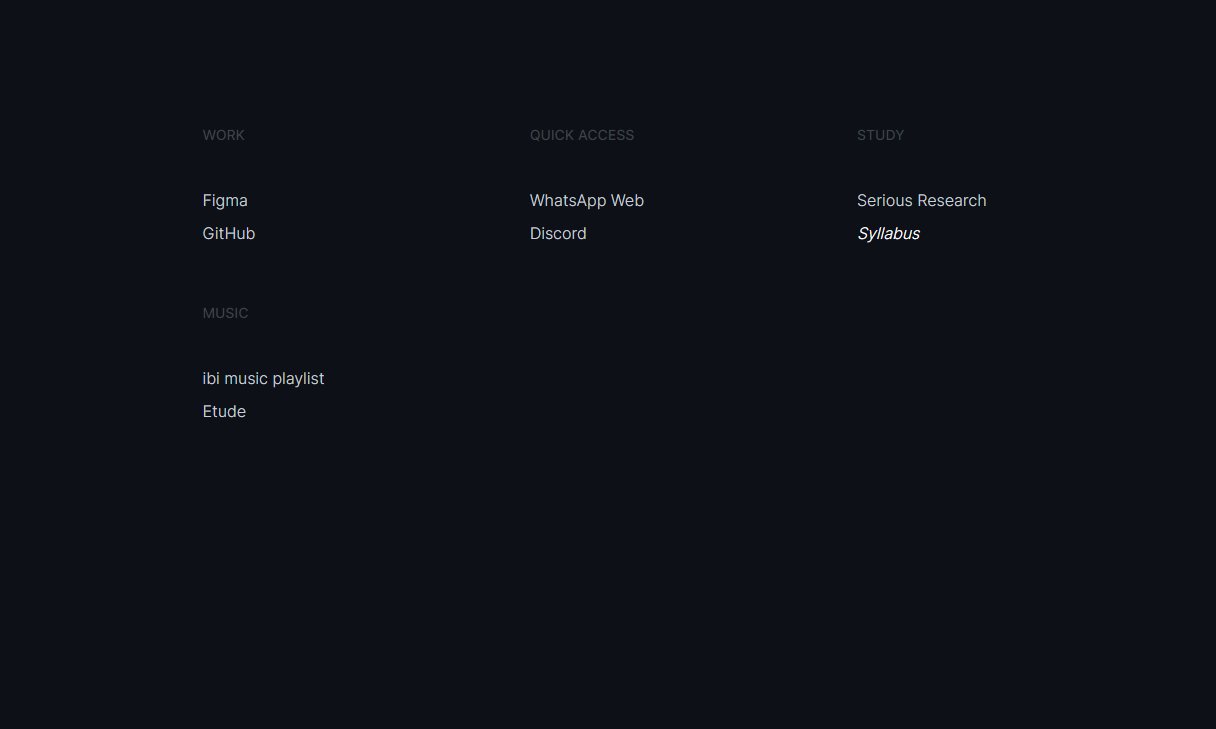 WORK
Figma
GitHub
QUICK ACCESS
WhatsApp Web
Discord
STUDY
Serious Research
Syllabus
MUSIC
ibi music playlist
Etude